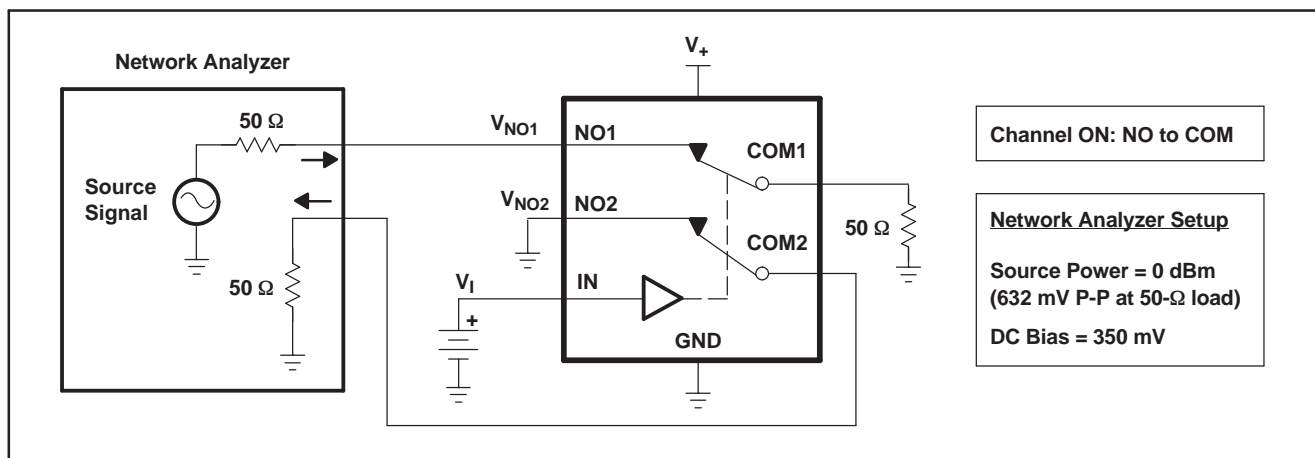 V+
Network Analyzer
50 Ω
VNO1
NO1
COM1
Channel ON: NO to COM
Source
Signal
VNO2
NO2
COM2
50 Ω
50 Ω
VI
IN
+
GND
Network Analyzer Setup
Source Power = 0 dBm
(632 mV P-P at 50-Ω load)
DC Bias = 350 mV